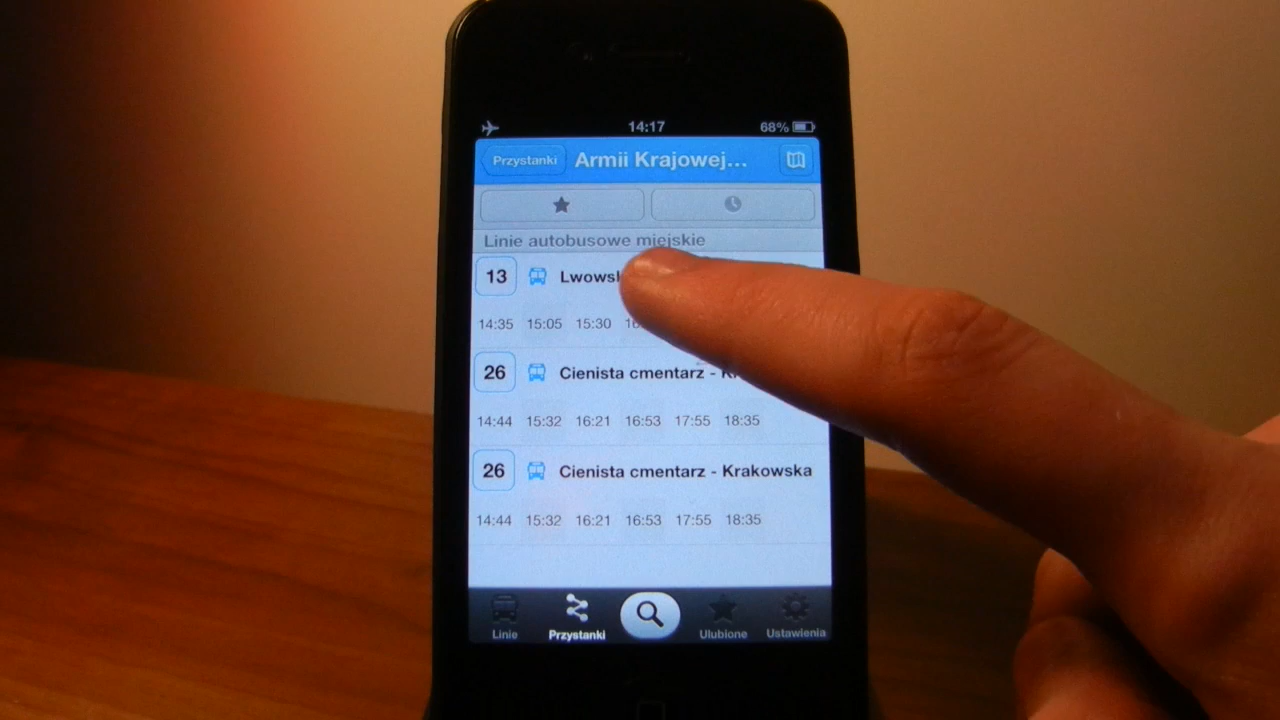 14:17
68%
Przystanki
Armii Krajowej...
Linie autobusowe miejskie
13
14:35 15:05 15:30
26 Cienista cmentarz -
14:44 15:32 16:21 16:53 17:55 18:35
26 Cienista cmentarz - Krakowska
14:44 15:32 16:21 16:53 17:55 18:35
Linie Przystanki Ulubione Ustawienia